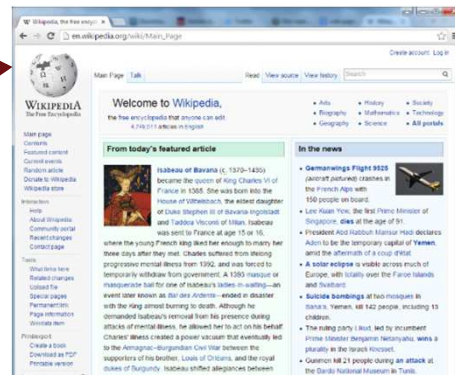 Wikipedia, the free encycl
en.wikipedia.org/wiki/Main_Page
Create account Log in
Main Page Talk
Read View source View history Search
WIKIPEDIA
The Free Encyclopedia
Main page
Contents
Featured content
Current events
Random article
Donate to Wikipedia
Wikipedia store
Interaction
Help
About Wikipedia
Community portal
Recent changes
Contact page
Tools
What links here
Related changes
Upload file
Special pages
Permanent link
Page information
Wikidata item
Print/export
Create a book
Download as PDF
Printable version
Welcome to Wikipedia,
the free encyclopedia that anyone can edit.
articles in English
Arts
Biography
Geography
History
Mathematics
Science
Society
Technology
All portals
From today's featured article
Isabeau of Bavaria (c. 1370–1435)
became the queen of King Charles VI of
France in 1385. She was born into the
House of Wittelsbach, the eldest daughter
of Duke Stephen III of Bavaria-Ingolstadt
and Taddea Visconti of Milan. Isabeau
was sent to France at age 15 or 16,
where the young French king liked her enough to marry her
three days after they met. Charles suffered from lifelong
progressive mental illness from 1392, and was forced to
temporarily withdraw from government. A 1393 masque or
masquerade ball for one of Isabeau's ladies-in-waiting—an
event later known as Bal des Ardents—ended in disaster
with the King almost burning to death. Although he
demanded Isabeau's removal from his presence during
attacks of mental illness, he allowed her to act on his behalf.
Charles' illness created a power vacuum that eventually led
to the Armagnac–Burgundian Civil War between the
supporters of his brother, Louis of Orléans, and the royal
dukes of Burgundy. Isabeau shifted allegiances between
In the news
Germanwings Flight 9525
(aircraft pictured) crashes in
the French Alps with
150 people on board.
Lee Kuan Yew, the first Prime Minister of
Singapore, dies at the age of 91.
President Abd Rabbuh Mansur Hadi declares
Aden to be the temporary capital of Yemen,
amid the aftermath of a coup d'état.
A solar eclipse is visible across much of
Europe, with totality over the Faroe Islands
and Svalbard.
Suicide bombings at two mosques in
Sana'a, Yemen, kill 142 people, including 13
children.
The ruling party Likud, led by incumbent
Prime Minister Benjamin Netanyahu, wins a
plurality in the Israeli Knesset.
Gunmen kill 21 people during an attack at
the Bardo National Museum in Tunis.